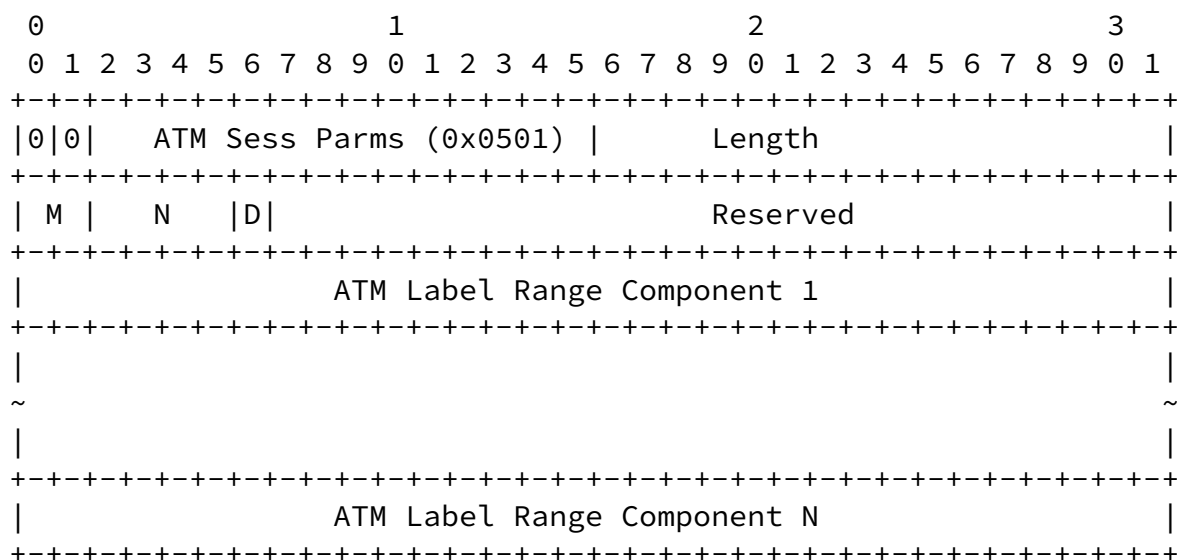 0                   1                   2                   3
 0 1 2 3 4 5 6 7 8 9 0 1 2 3 4 5 6 7 8 9 0 1 2 3 4 5 6 7 8 9 0 1
+-+-+-+-+-+-+-+-+-+-+-+-+-+-+-+-+-+-+-+-+-+-+-+-+-+-+-+-+-+-+-+-+
|0|0|   ATM Sess Parms (0x0501) |      Length                   |
+-+-+-+-+-+-+-+-+-+-+-+-+-+-+-+-+-+-+-+-+-+-+-+-+-+-+-+-+-+-+-+-+
| M |   N   |D|                        Reserved                 |
+-+-+-+-+-+-+-+-+-+-+-+-+-+-+-+-+-+-+-+-+-+-+-+-+-+-+-+-+-+-+-+-+
|                 ATM Label Range Component 1                   |
+-+-+-+-+-+-+-+-+-+-+-+-+-+-+-+-+-+-+-+-+-+-+-+-+-+-+-+-+-+-+-+-+
|                                                               |
~                                                               ~
|                                                               |
+-+-+-+-+-+-+-+-+-+-+-+-+-+-+-+-+-+-+-+-+-+-+-+-+-+-+-+-+-+-+-+-+
|                 ATM Label Range Component N                   |
+-+-+-+-+-+-+-+-+-+-+-+-+-+-+-+-+-+-+-+-+-+-+-+-+-+-+-+-+-+-+-+-+